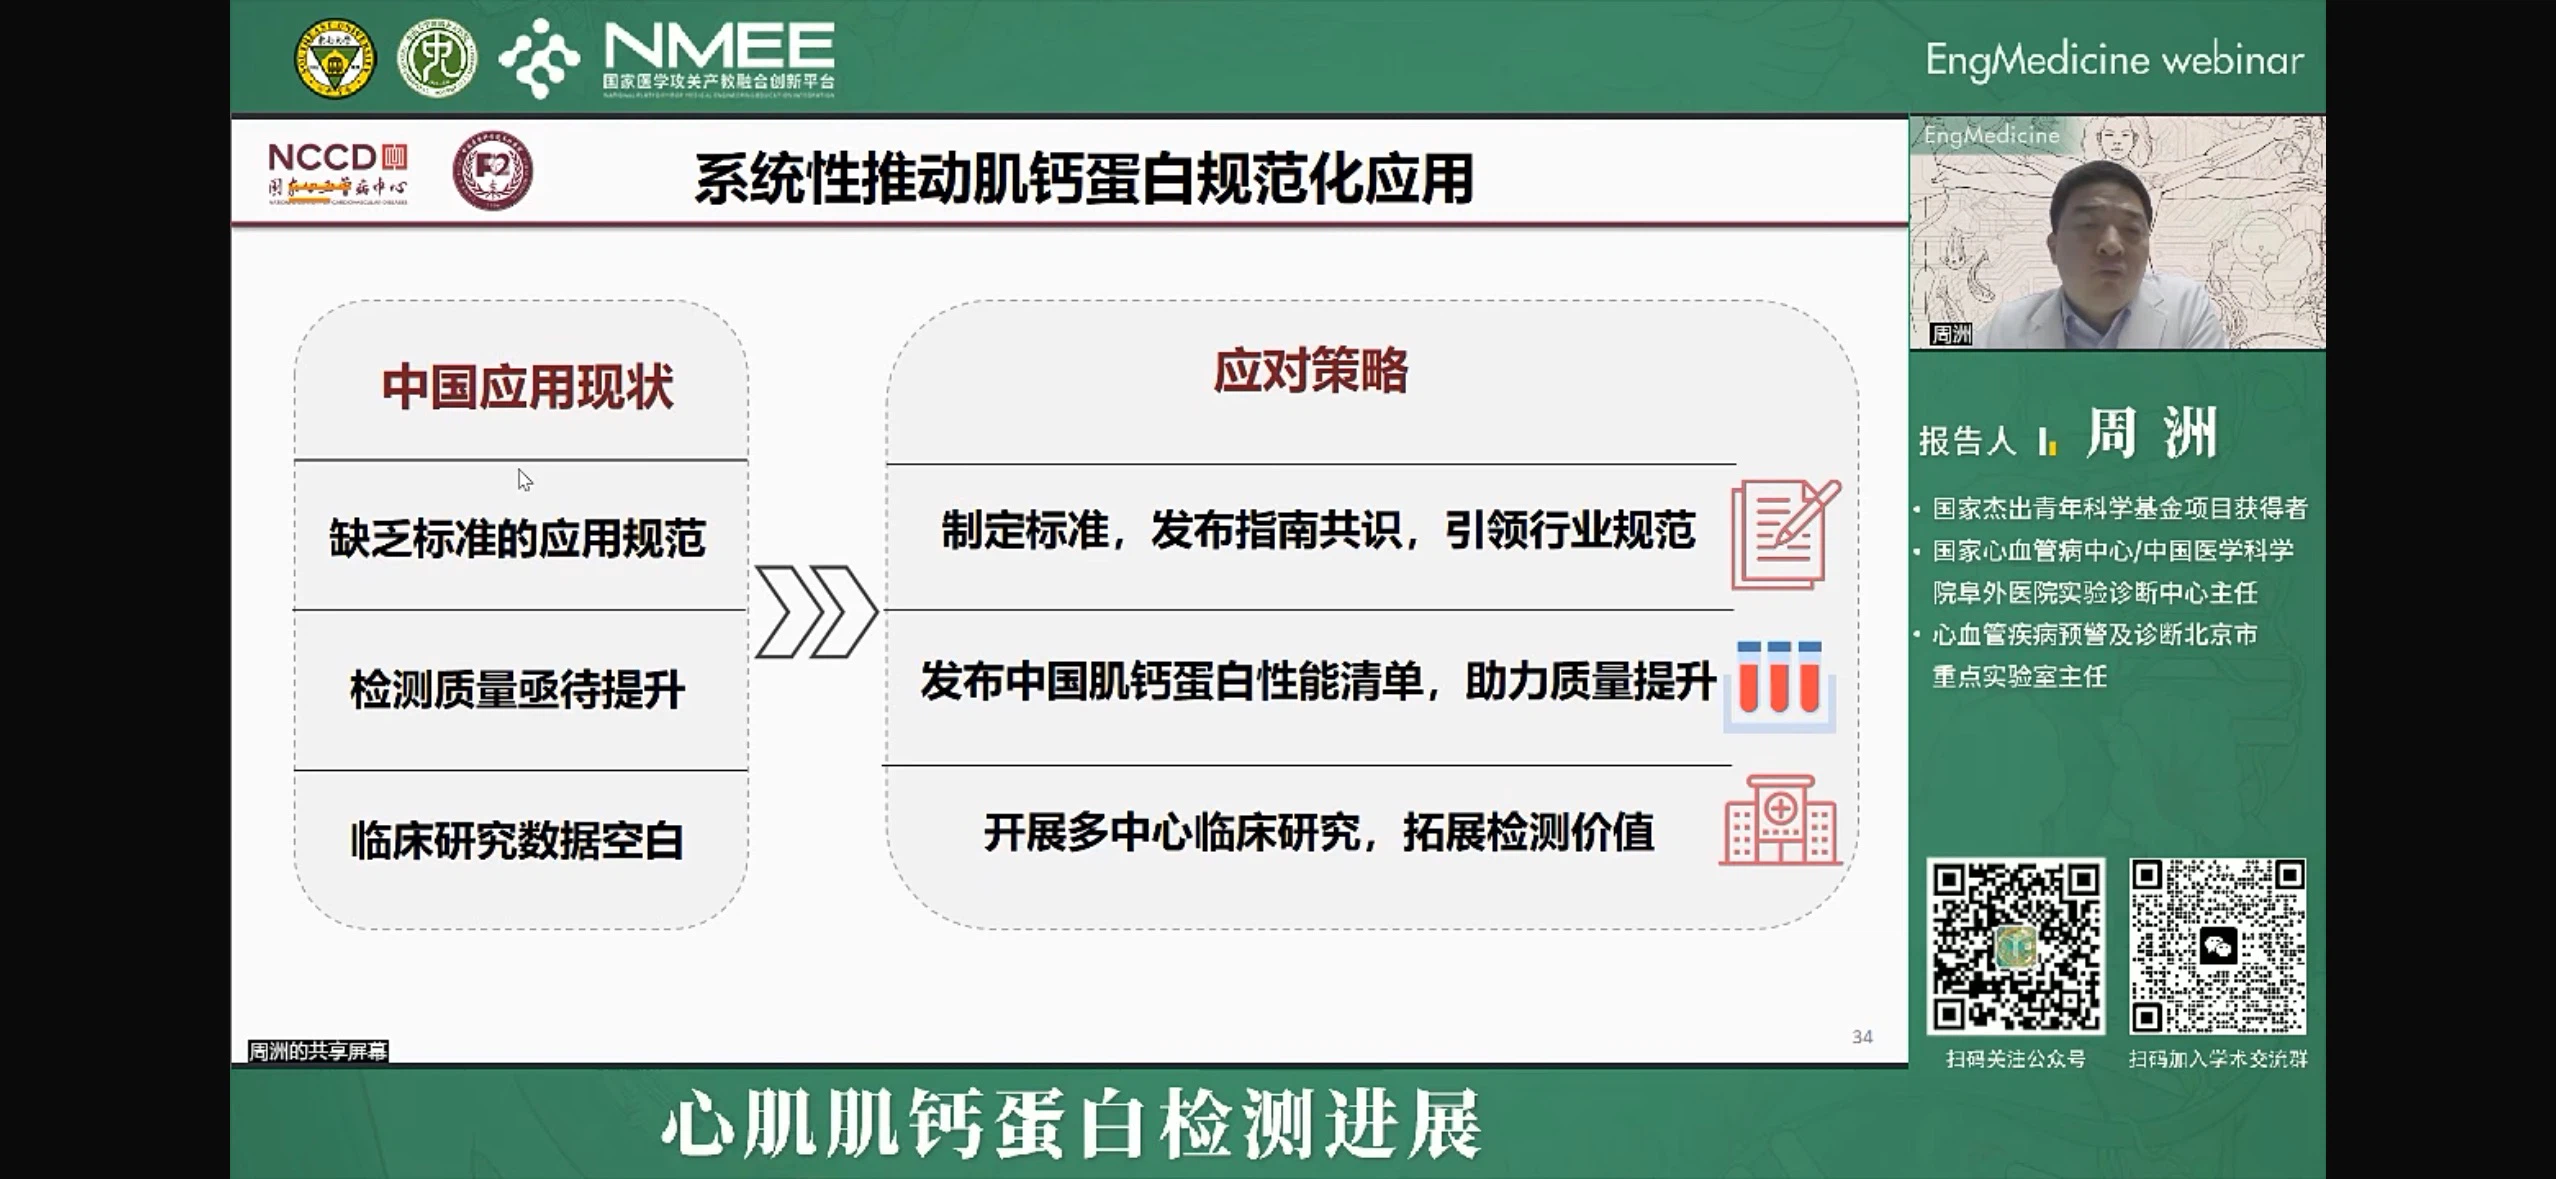 NMEE
国家医学攻关产教融合创新平台
EngMedicine webinar
NCCD
系统性推动肌钙蛋白规范化应用
EngMedicine
周洲
中国应用现状
缺乏标准的应用规范
检测质量亟待提升
临床研究数据空白
应对策略
制定标准，发布指南共识，引领行业规范
发布中国肌钙蛋白性能清单，助力质量提升
开展多中心临床研究，拓展检测价值
34
周洲的共享屏幕
报告人 周 洲
• 国家杰出青年科学基金项目获得者
• 国家心血管病中心/中国医学科学
院阜外医院实验诊断中心主任
• 心血管疾病预警及诊断北京市
重点实验室主任
扫码关注公众号
扫码加入学术交流群
心肌肌钙蛋白检测进展